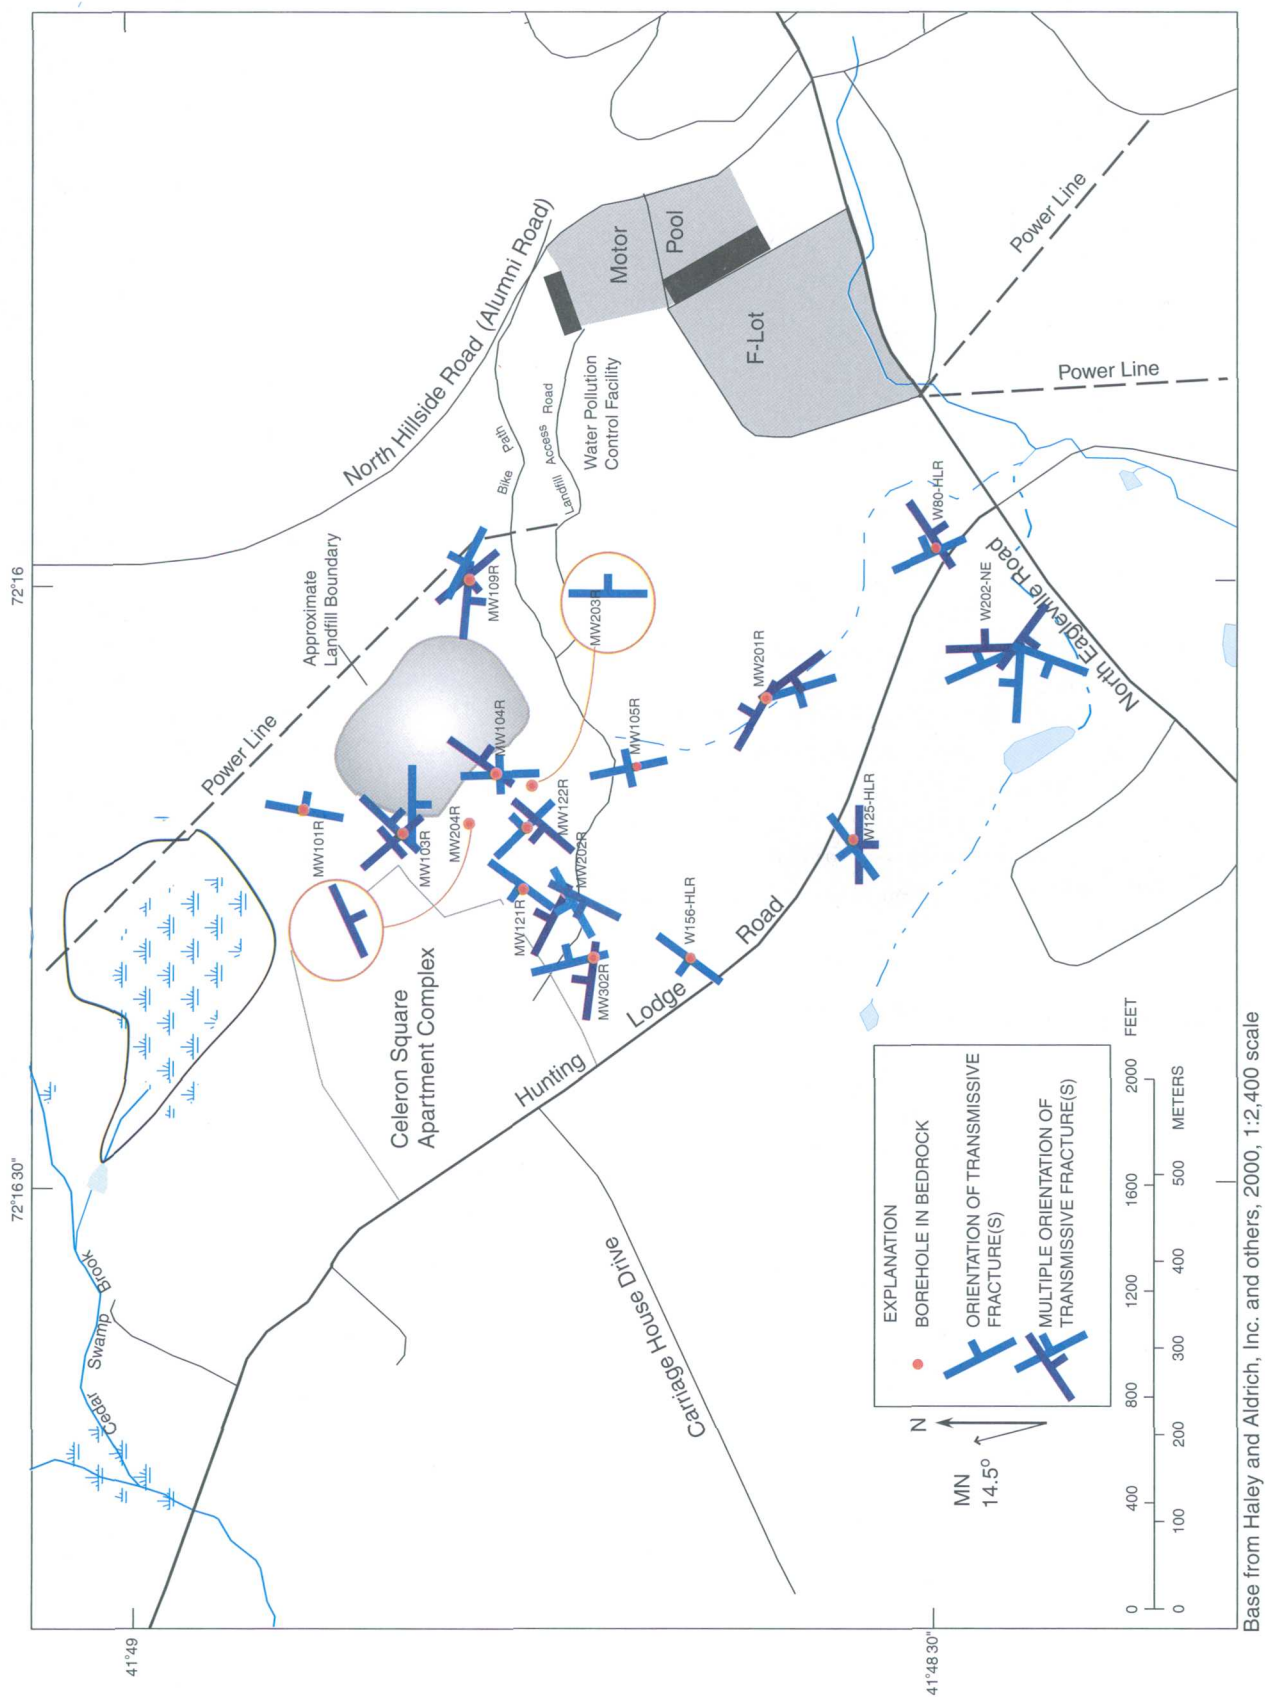 72°16'30"
72°16
41°49
41°48'30"
Cedar
Swamp
Brook
Power Line
Approximate
Landfill Boundary
North Hillside Road (Alumni Road)
Bike
Path
Landfill
Access Road
Water Pollution
Control Facility
Motor
Pool
F-Lot
Power Line
Power Line
MW101R
MW103R
MW204R
MW104R
MW109R
MW203R
MW122R
MW121R
MW202R
MW302R
MW105R
MW201R
W156-HLR
W125-HLR
W80-HLR
W202-NE
Celeron Square
Apartment Complex
Hunting
Lodge
Road
North Eagleville Road
Carriage House Drive
EXPLANATION
BOREHOLE IN BEDROCK
ORIENTATION OF TRANSMISSIVE
FRACTURE(S)
MULTIPLE ORIENTATION OF
TRANSMISSIVE FRACTURE(S)
N
MN
14.5°
0 400 800 1200 1600 2000 FEET
0 100 200 300 400 500 METERS
Base from Haley and Aldrich, Inc. and others, 2000, 1:2,400 scale